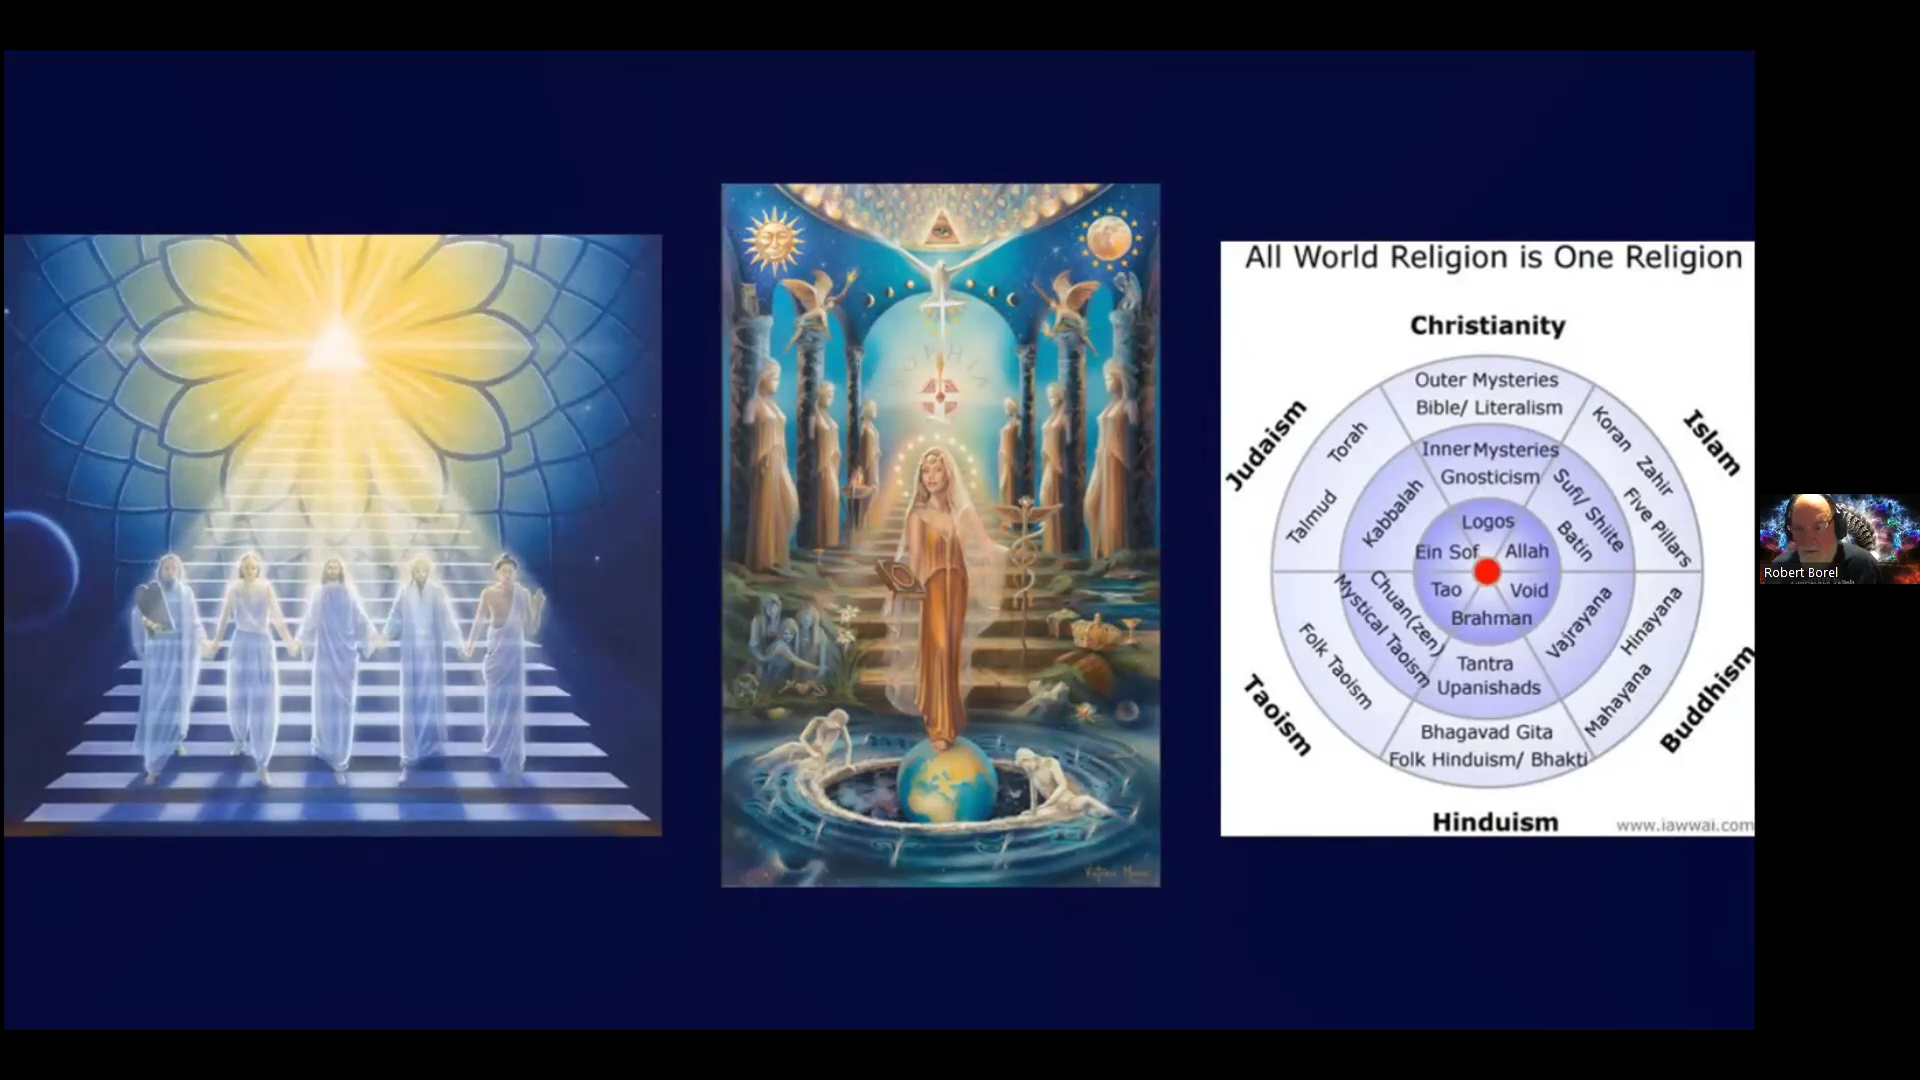 SOPHIA
Victoria
All World Religion is One Religion
Christianity
Judaism
Islam
Outer Mysteries
Bible/ Literalism
Torah
Talmud
Koran Zahir
Five Pillars
Inner Mysteries
Gnosticism
Kabbalah
Sufi/ Shiite
Batin
Logos
Ein Sof
Allah
Tao
Void
Brahman
Chuan(zen)
Mystical Taoism
Folk Taoism
Vajrayana
Hinayana
Mahayana
Tantra
Upanishads
Bhagavad Gita
Folk Hinduism/ Bhakti
Taoism
Buddhism
Hinduism
www.iawwai.com
Robert Borel